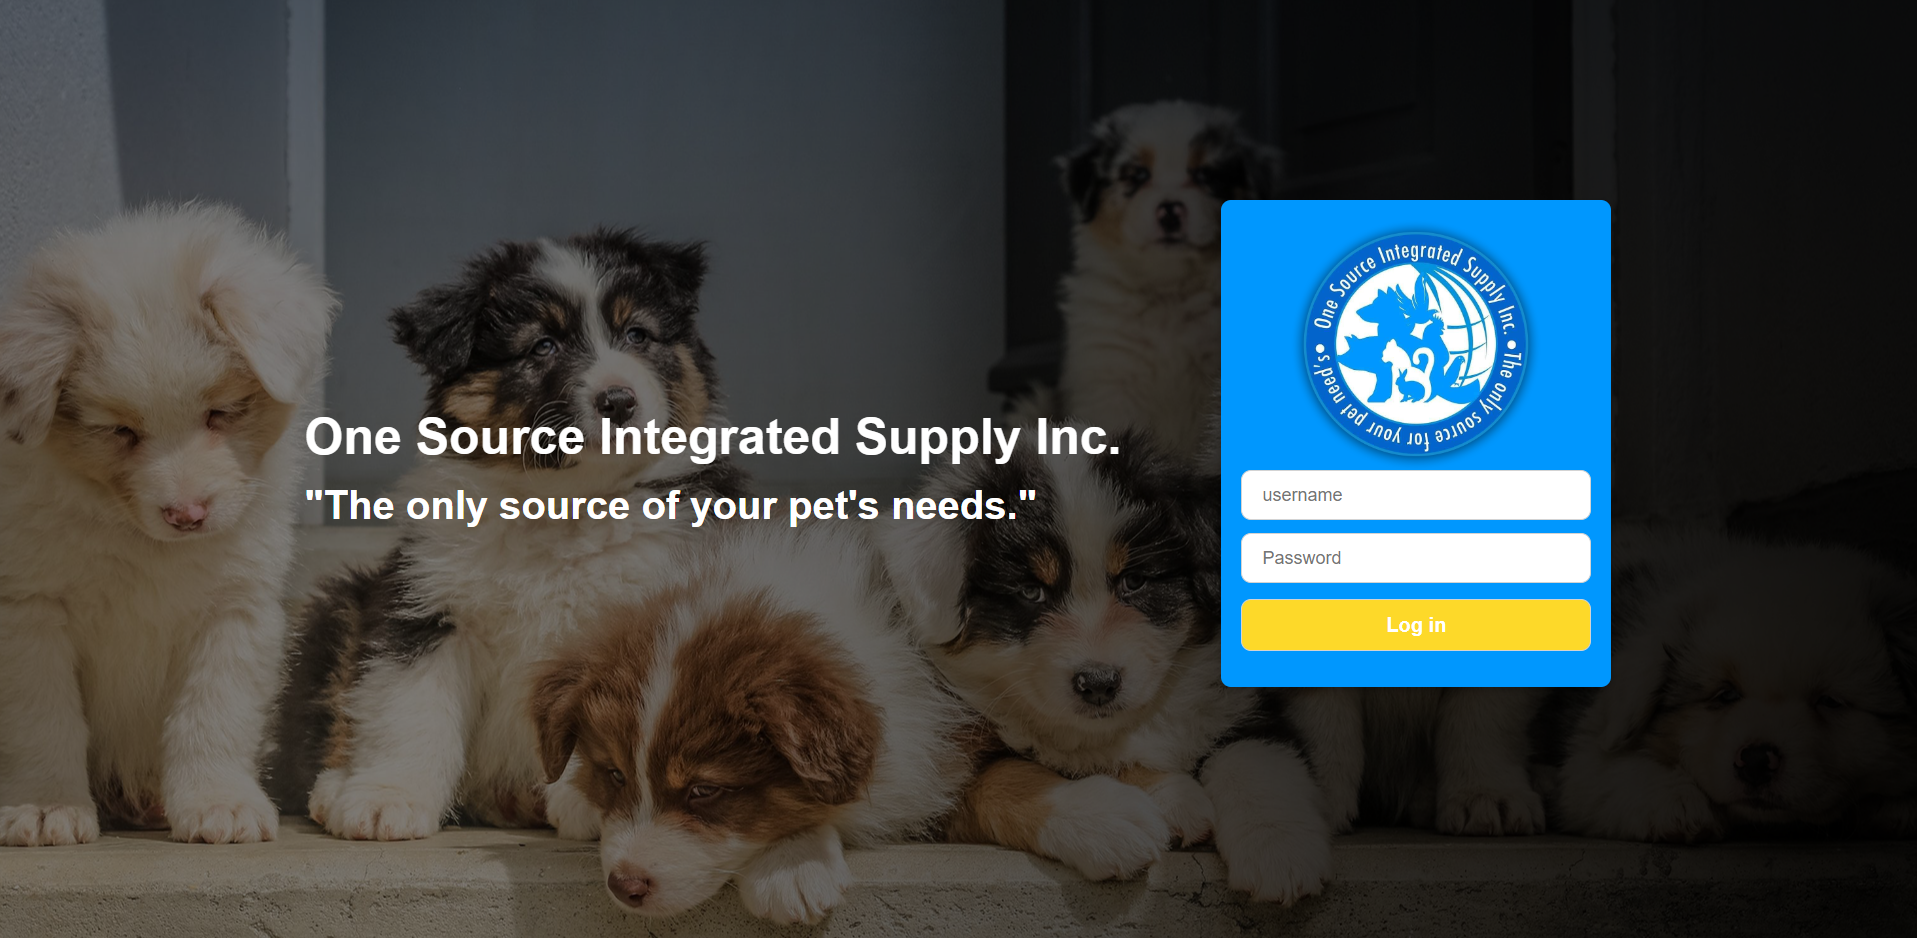 One Source Integrated Supply Inc.
"The only source of your pet's needs."
One Source Integrated Supply Inc. • The only source for your pet need's •
username
Password
Log in